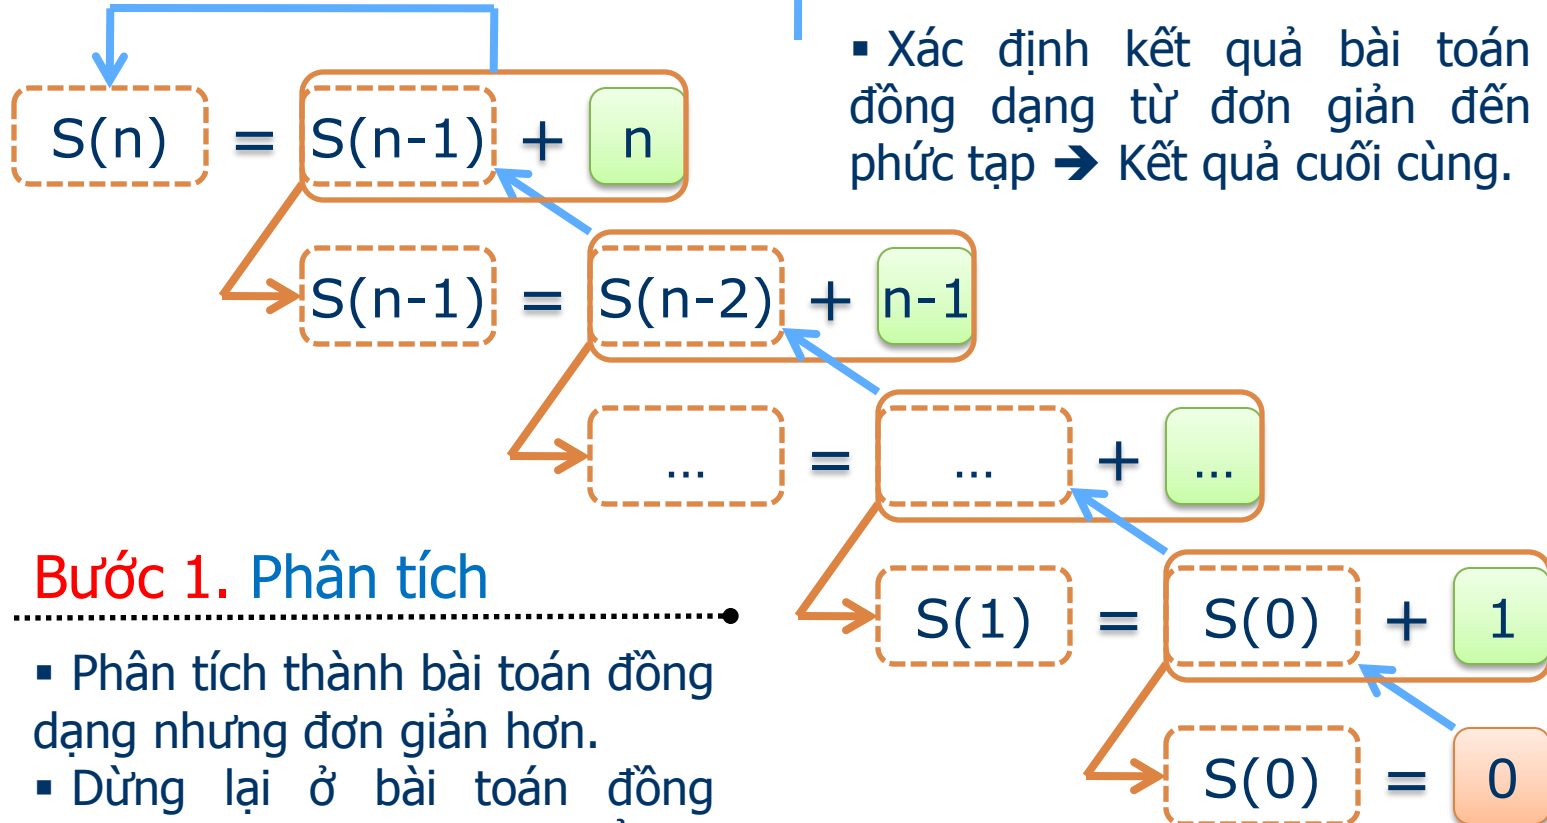 ▪ Xác định kết quả bài toán
đồng dạng từ đơn giản đến
phức tạp ➔ Kết quả cuối cùng.
S(n) = S(n-1) + n
S(n-1) = S(n-2) + n-1
... = ... + ...
S(1) = S(0) + 1
S(0) = 0
Bước 1. Phân tích
▪ Phân tích thành bài toán đồng
dạng nhưng đơn giản hơn.
▪ Dừng lại ở bài toán đồng